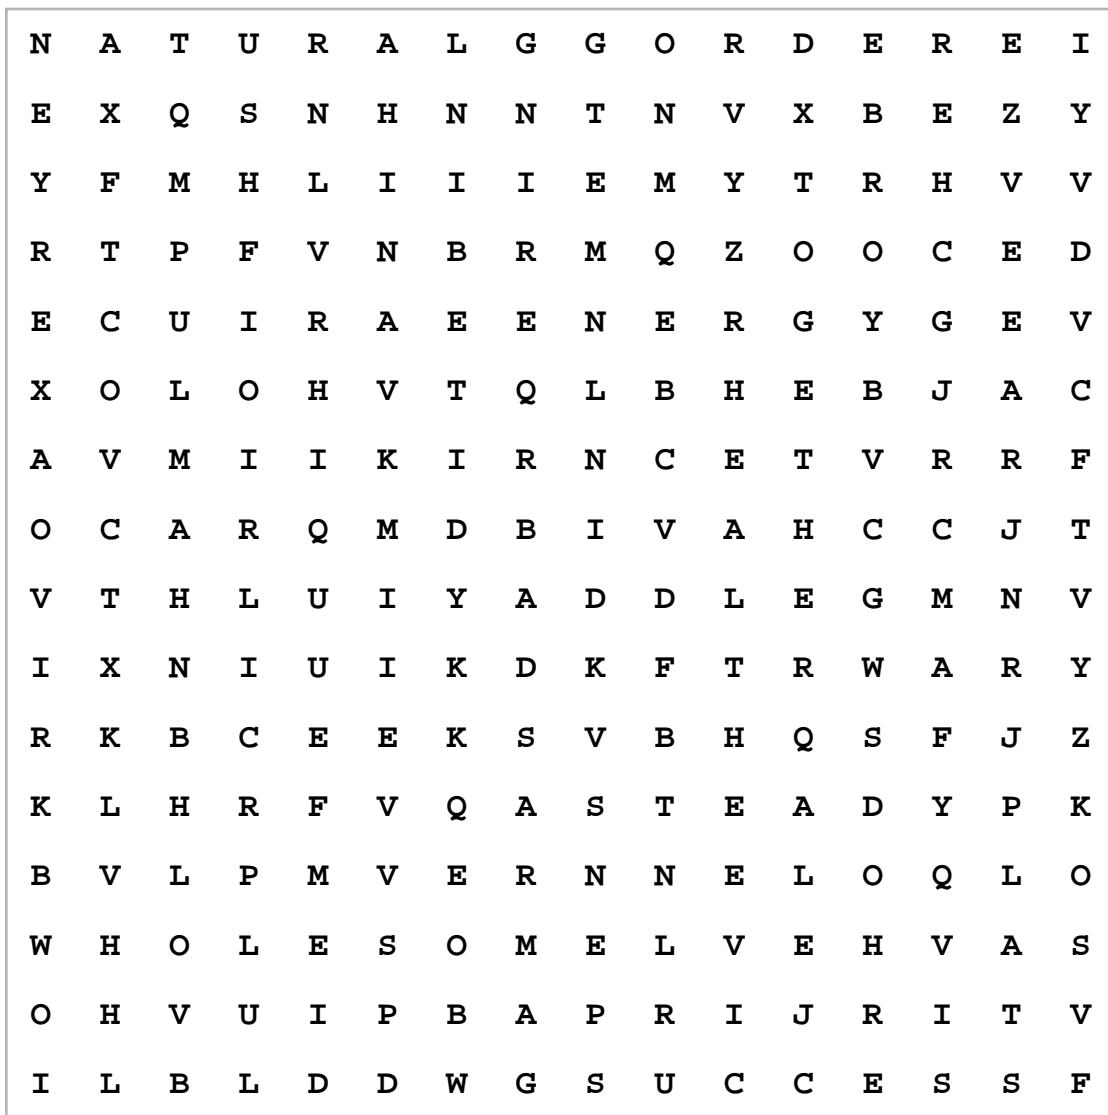 N A T U R A L G G O R D E R E I
E X Q S N H N N T N V X B E Z Y
Y F M H L I I I E M Y T R H V V
R T P F V N B R M Q Z O O C E D
E C U I R A E E N E R G Y G E V
X O L O H V T Q L B H E B J A C
A V M I I K I R N C E T V R R F
O C A R Q M D B I V A H C C J T
V T H L U I Y A D D L E G M N V
I X N I U I K D K F T R W A R Y
R K B C E E K S V B H Q S F J Z
K L H R F V Q A S T E A D Y P K
B V L P M V E R N N E L O Q L O
W H O L E S O M E L V E H V A S
O H V U I P B A P R I J R I T V
I L B L D D W G S U C C E S S F